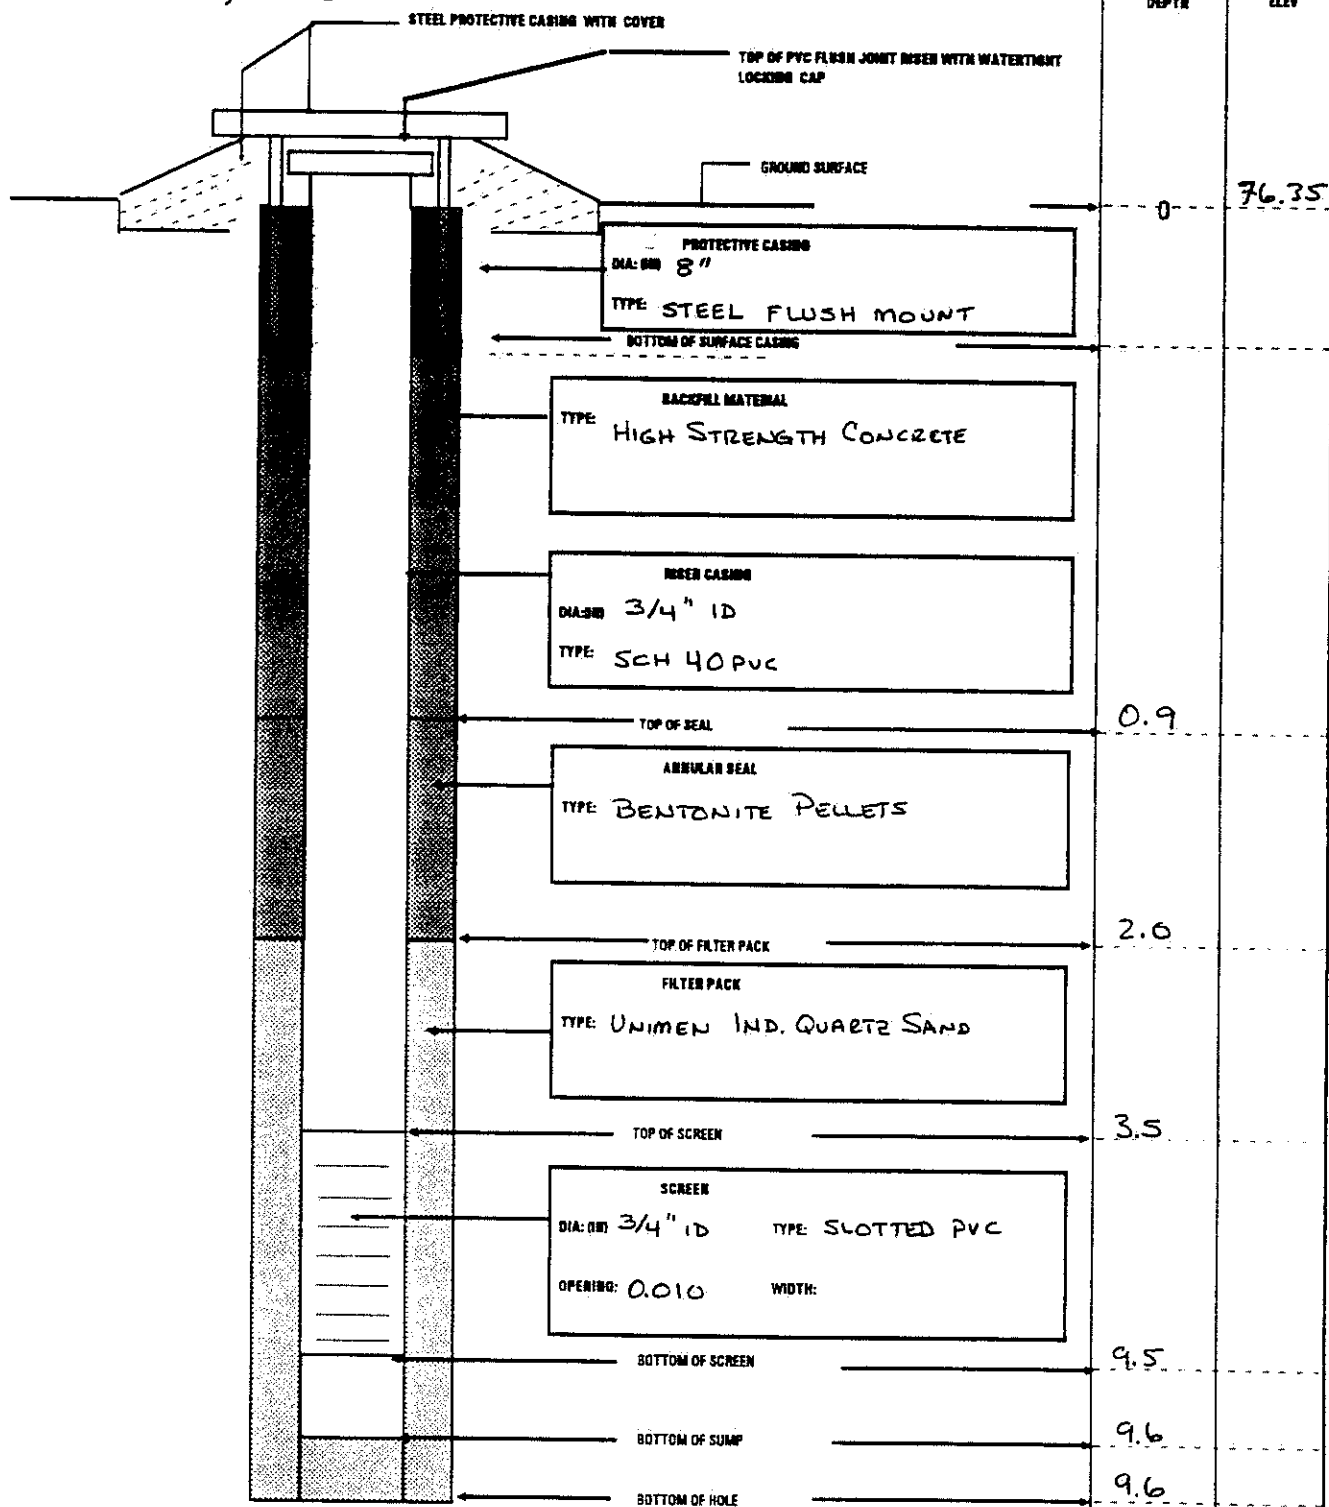 DEPTH
ELEV
STEEL PROTECTIVE CASING WITH COVER
TOP OF PVC FLUSH JOINT RISER WITH WATERTIGHT
LOCKING CAP
GROUND SURFACE
0
76.35
PROTECTIVE CASING
DIA: (IN) 8"
TYPE: STEEL FLUSH MOUNT
BOTTOM OF SURFACE CASING
BACKFILL MATERIAL
TYPE: HIGH STRENGTH CONCRETE
RISER CASING
DIA:(IN) 3/4" ID
TYPE: SCH 40 PVC
TOP OF SEAL
0.9
ANNULAR SEAL
TYPE: BENTONITE PELLETS
TOP OF FILTER PACK
2.0
FILTER PACK
TYPE: UNIMEN IND. QUARTZ SAND
TOP OF SCREEN
3.5
SCREEN
DIA: (IN) 3/4" ID TYPE: SLOTTED PVC
OPENING: 0.010 WIDTH:
BOTTOM OF SCREEN
9.5
BOTTOM OF SUMP
9.6
BOTTOM OF HOLE
9.6